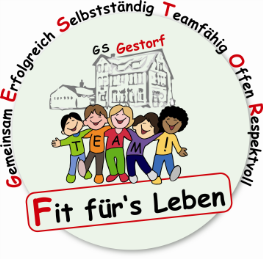 Gemeinsam Erfolgreich Selbstständig Teamfähig Offen Respektvoll
GS Gestorf
TEAM!
Fit für's Leben